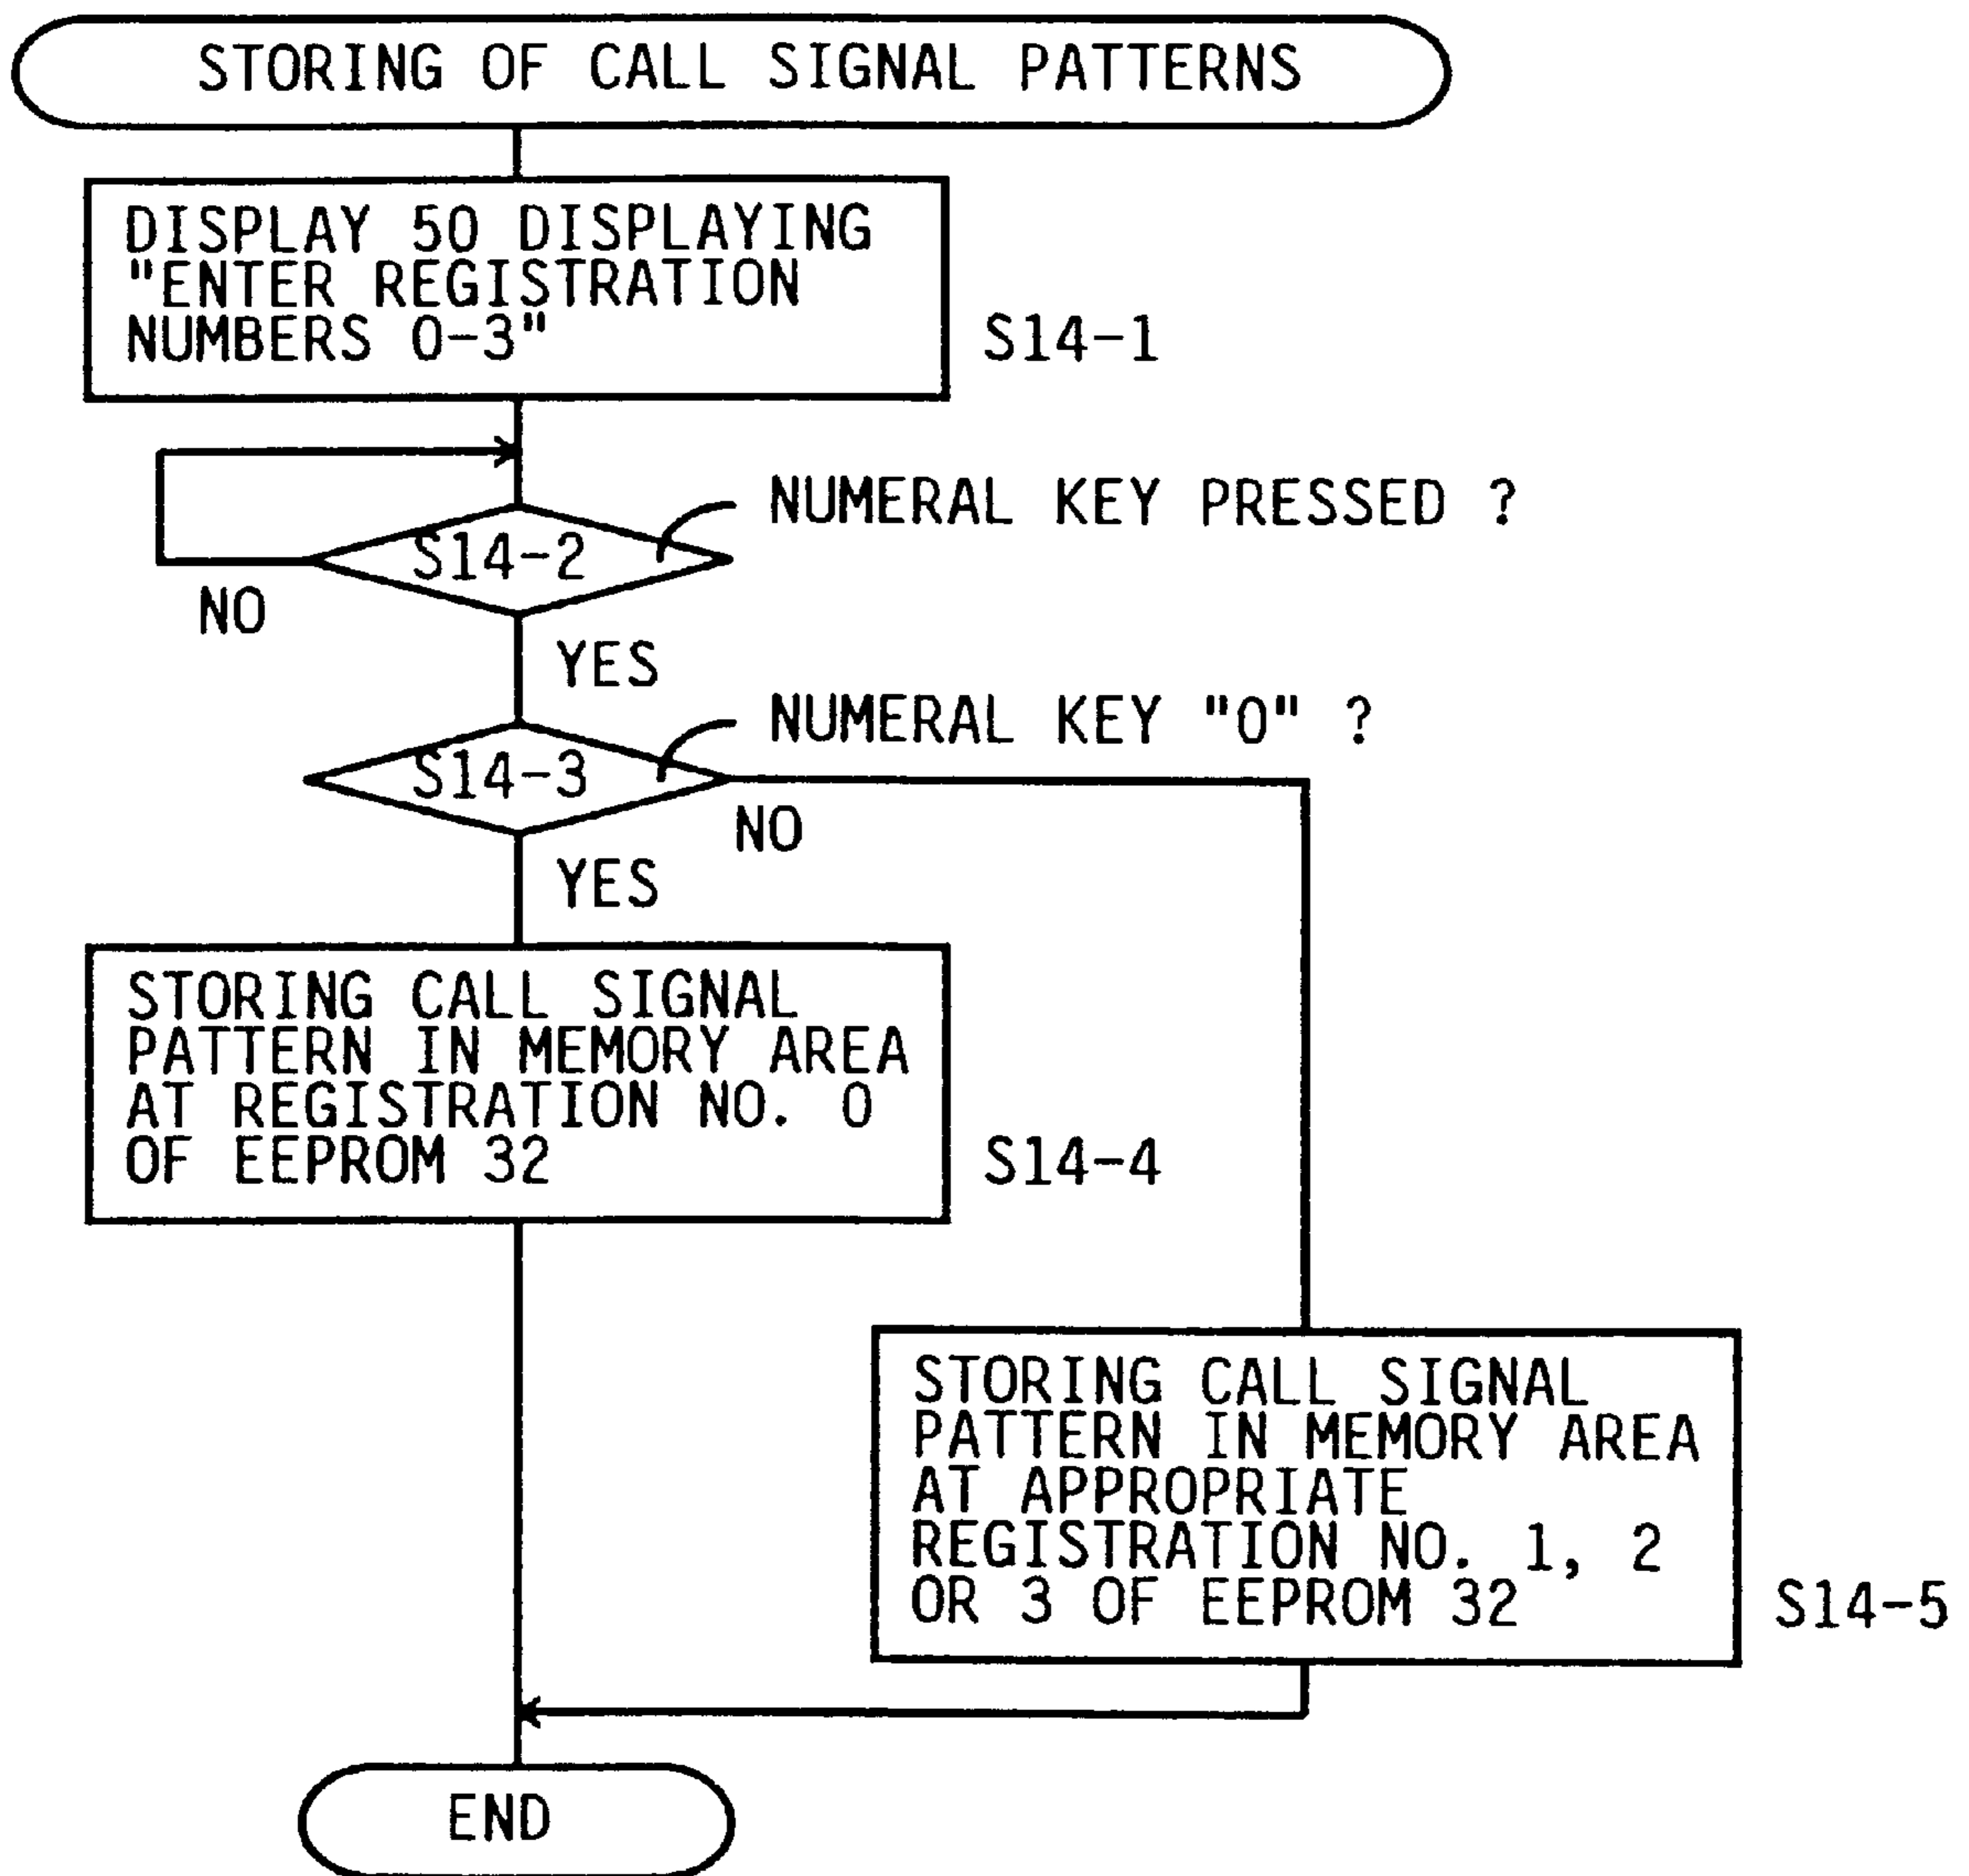 STORING OF CALL SIGNAL PATTERNS
DISPLAY 50 DISPLAYING
"ENTER REGISTRATION
NUMBERS 0-3"
S14-1
NUMERAL KEY PRESSED ?
S14-2
NO
YES
NUMERAL KEY "0" ?
S14-3
NO
YES
STORING CALL SIGNAL
PATTERN IN MEMORY AREA
AT REGISTRATION NO. 0
OF EEPROM 32
S14-4
STORING CALL SIGNAL
PATTERN IN MEMORY AREA
AT APPROPRIATE
REGISTRATION NO. 1, 2
OR 3 OF EEPROM 32
S14-5
END